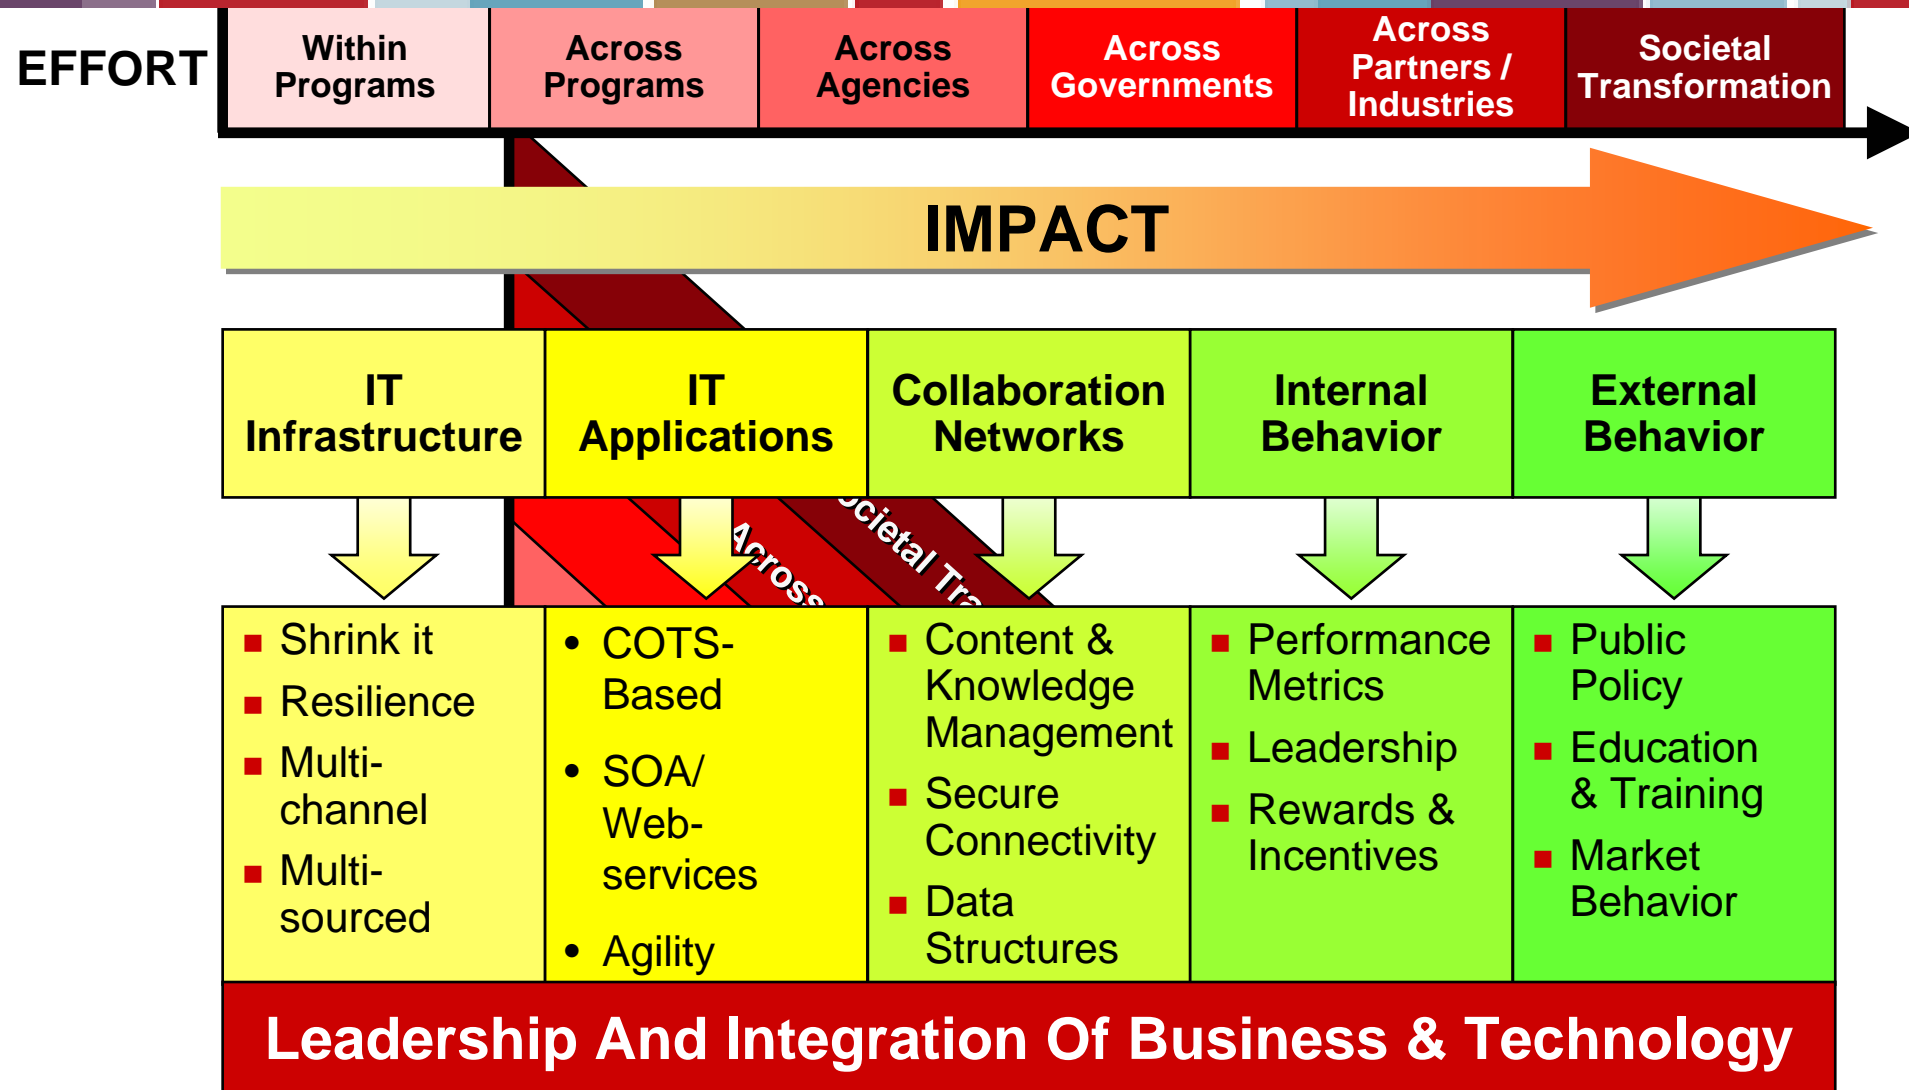 EFFORT
Within
Programs
Across
Programs
Across
Agencies
Across
Governments
Across
Partners /
Industries
Societal
Transformation
IMPACT
IT
Infrastructure
IT
Applications
Collaboration
Networks
Internal
Behavior
External
Behavior
Across
Shrink it
Resilience
Multi-
channel
Multi-
sourced
• COTS-
Based
• SOA/
Web-
services
• Agility
Content &
Knowledge
Management
Secure
Connectivity
Data
Structures
Performance
Metrics
Leadership
Rewards &
Incentives
Public
Policy
Education
& Training
Market
Behavior
Leadership And Integration Of Business & Technology